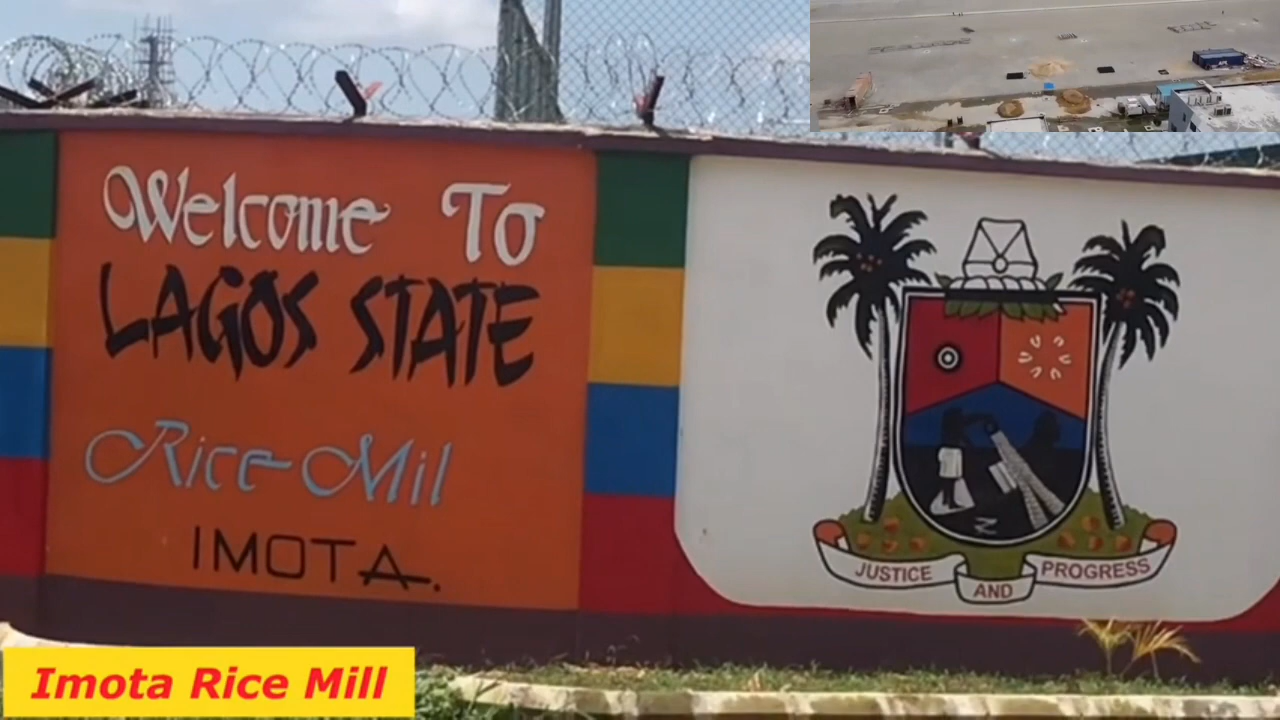 Welcome To
LAGOS STATE
Rice Mil
IMOTA.
JUSTICE AND PROGRESS
Imota Rice Mill